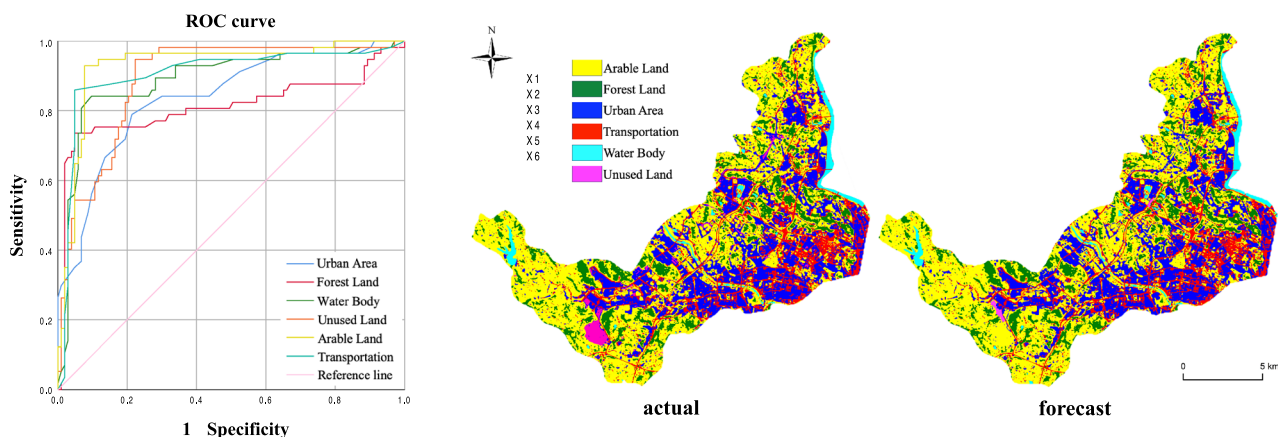 ROC curve
1.0
0.8
0.6
0.4
0.2
0.0
Sensitivity
0.0
0.2
0.4
0.6
0.8
1.0
1 Specificity
Urban Area
Forest Land
Water Body
Unused Land
Arable Land
Transportation
Reference line
N
X1
X2
X3
X4
X5
X6
Arable Land
Forest Land
Urban Area
Transportation
Water Body
Unused Land
actual
forecast
0 5 km